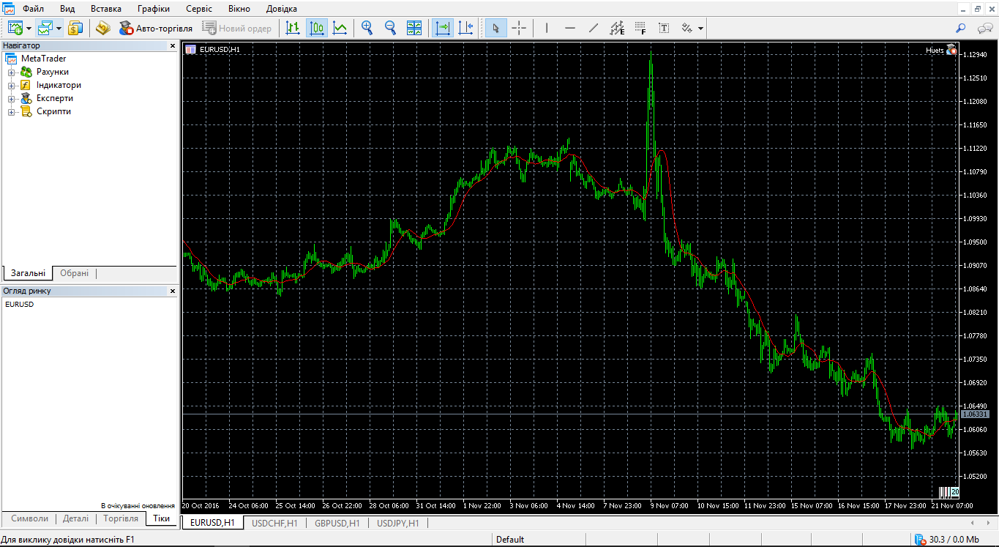 Файл Вид Вставка Графіки Сервіс Вікно Довідка
Авто-торгівля Новий ордер
Навігатор
MetaTrader
Рахунки
Індикатори
Експерти
Скрипти
Загальні Обрані
Огляд ринку
EURUSD
В очікуванні оновлення
Символи Деталі Торгівля Тіки
EURUSD,H1
Huets
1.12940
1.12510
1.12080
1.11650
1.11220
1.10790
1.10360
1.09930
1.09500
1.09070
1.08640
1.08210
1.07780
1.07350
1.06920
1.06490
1.06331
1.06060
1.05630
1.05200
20
20 Oct 2016 24 Oct 06:00 25 Oct 14:00 26 Oct 22:00 28 Oct 06:00 31 Oct 14:00 1 Nov 22:00 3 Nov 06:00 4 Nov 14:00 7 Nov 23:00 9 Nov 07:00 10 Nov 15:00 11 Nov 23:00 15 Nov 07:00 16 Nov 15:00 17 Nov 23:00 21 Nov 07:00
EURUSD,H1 USDCHF,H1 GBPUSD,H1 USDJPY,H1
Для виклику довідки натисніть F1 Default 30.3 / 0.0 Mb